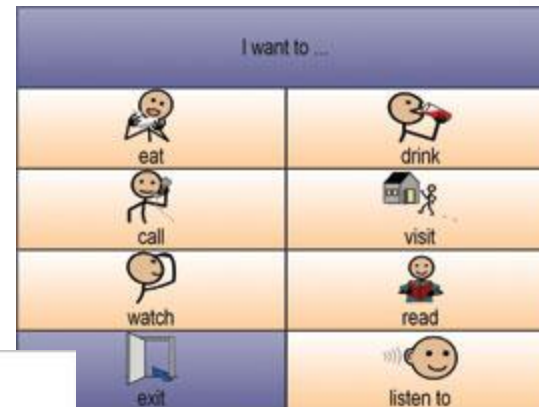 I want to ...
eat
drink
call
visit
watch
read
exit
listen to